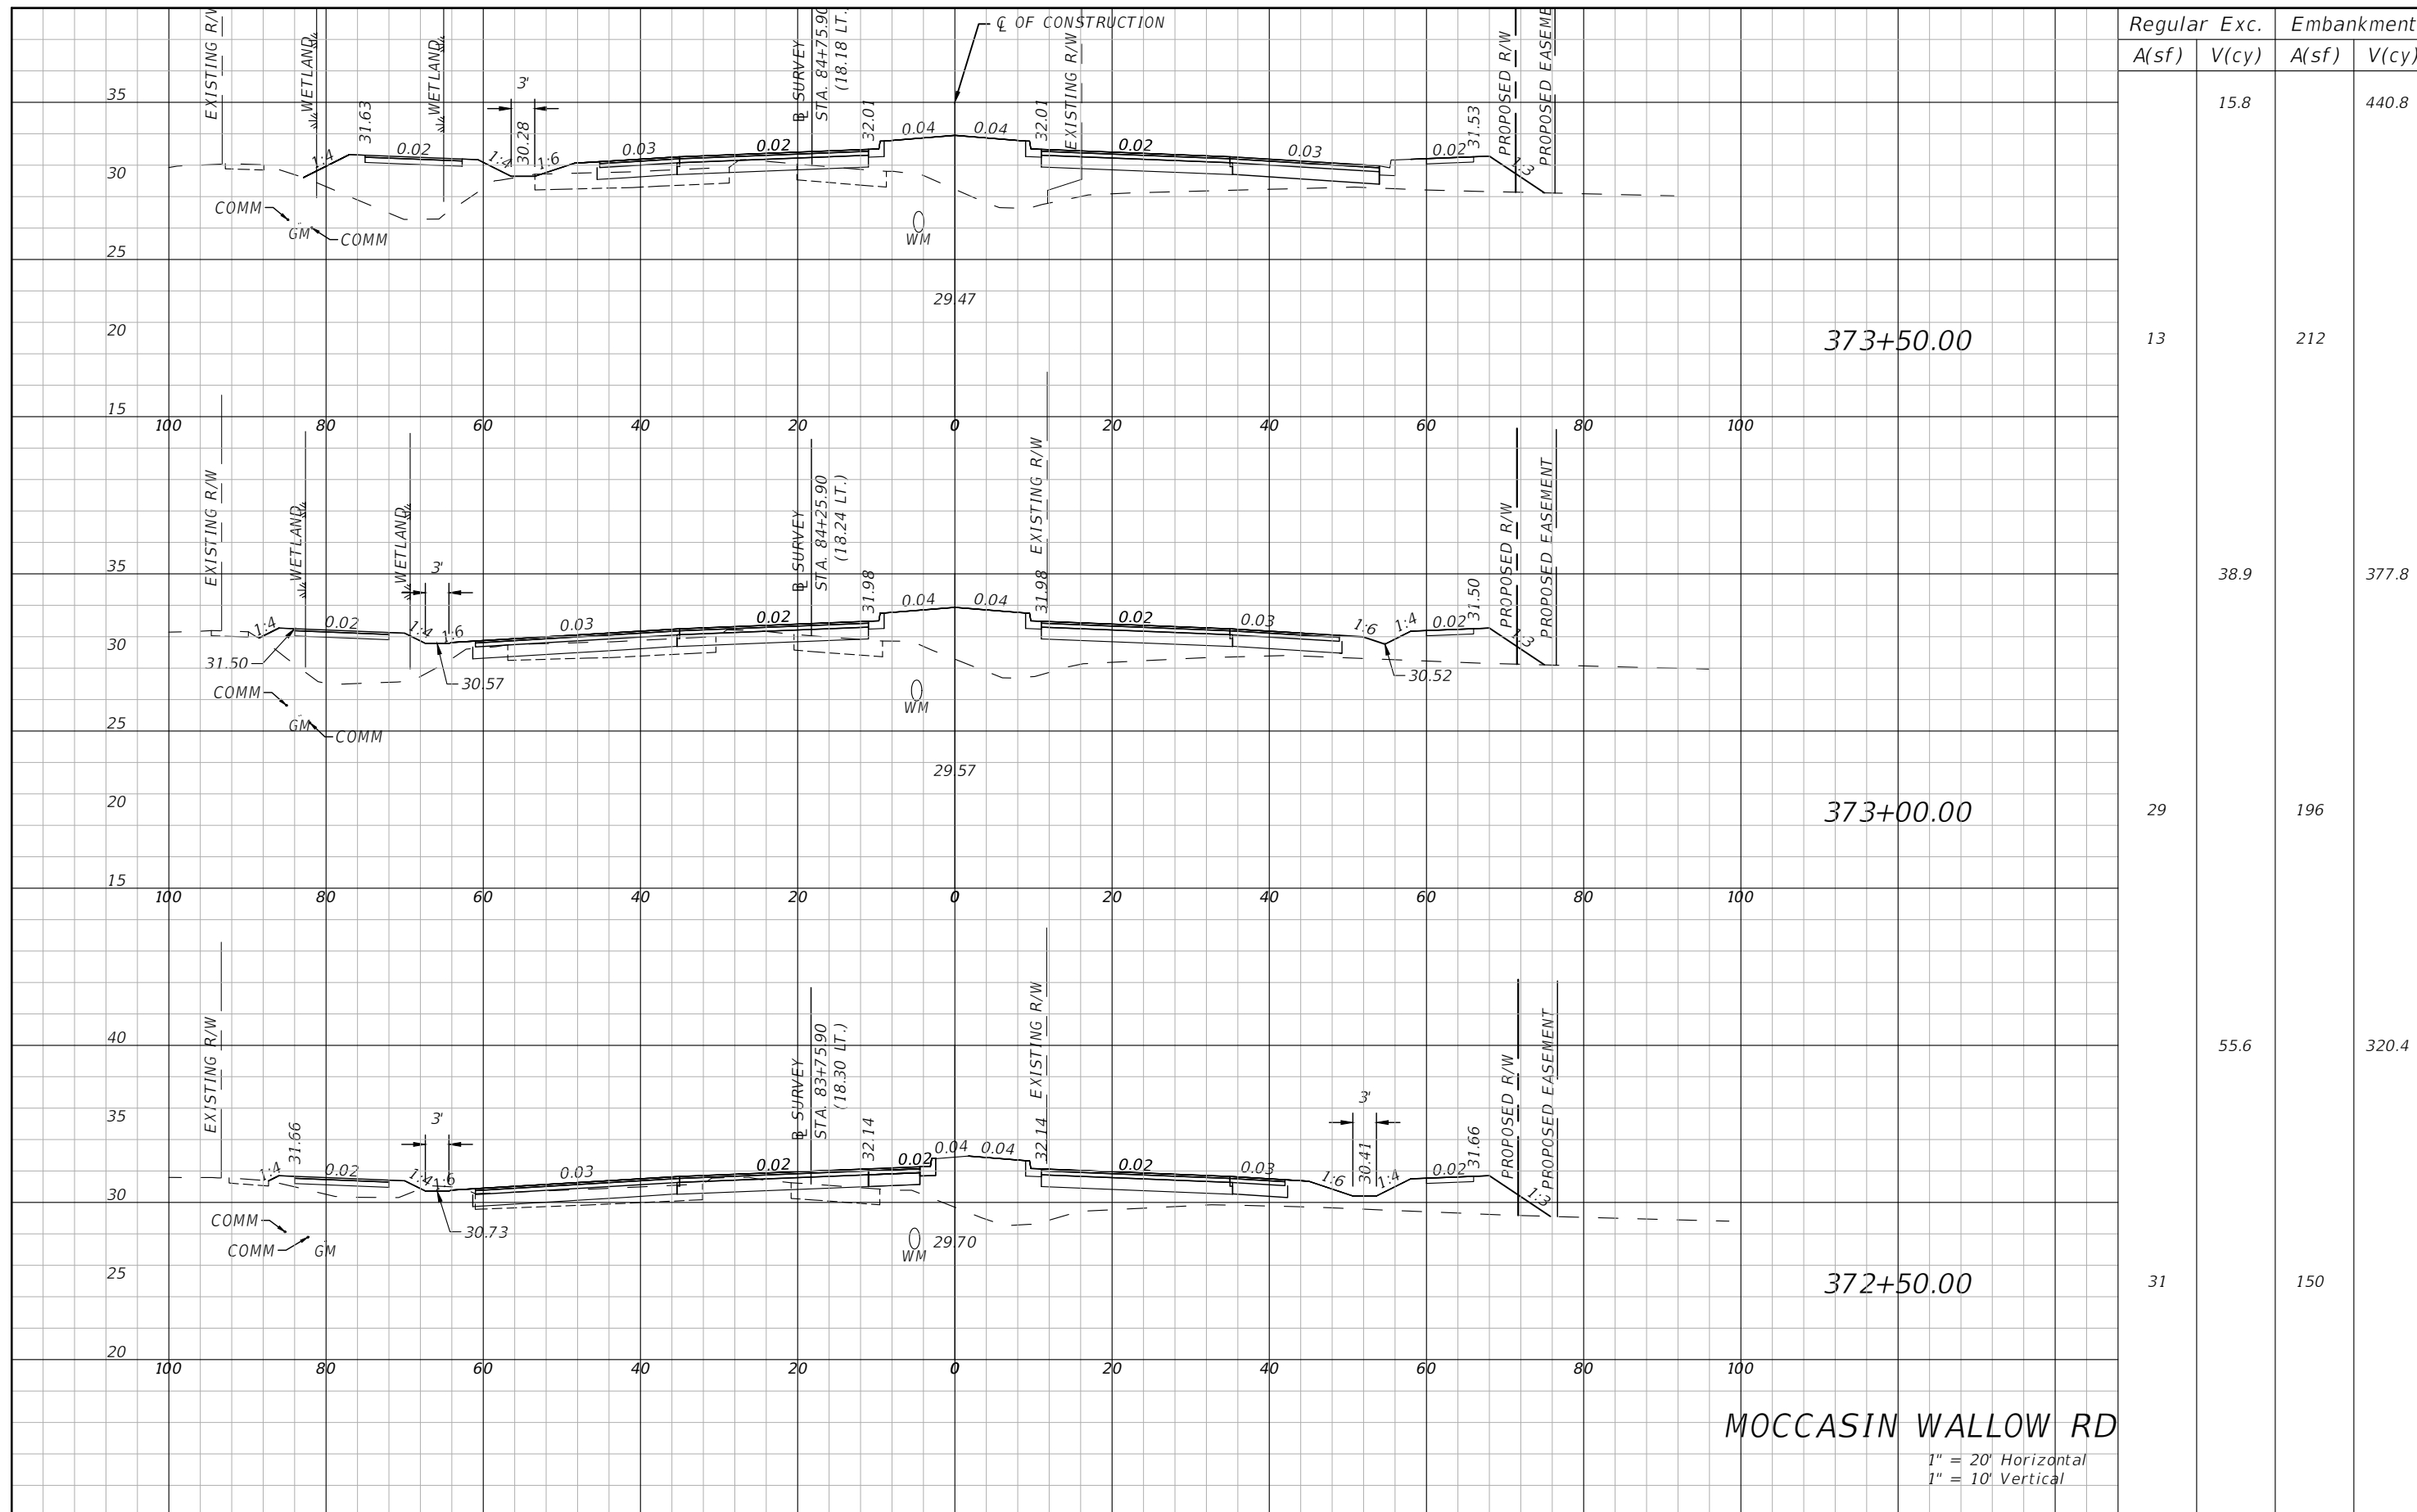 ℄ OF CONSTRUCTION
Regular Exc. Embankment
A(sf) V(cy) A(sf) V(cy)
EXISTING R/W
WETLAND
31.63
WETLAND
3'
30.28
℄ SURVEY
STA. 84+75.90
(18.18 LT.)
32.01
32.01
EXISTING R/W
31.53
PROPOSED R/W
PROPOSED EASEME
35
15.8 440.8
1:4 0.02 1:4 1:6 0.03 0.02 0.04 0.04 0.02 0.03 0.02 1:3
30
COMM
GM COMM
WM
25
29.47
20
373+50.00
13 212
15
100 80 60 40 20 0 20 40 60 80 100
EXISTING R/W
WETLAND
WETLAND
3'
SURVEY
STA. 84+25.90
(18.24 LT.)
31.98
31.98
EXISTING R/W
31.50
PROPOSED R/W
PROPOSED EASEMENT
35
38.9 377.8
1:4 0.02 1:4 1:6 0.03 0.02 0.04 0.04 0.02 0.03 1:6 1:4 0.02 1:3
30
31.50
30.57
30.52
COMM
GM COMM
WM
25
29.57
20
373+00.00
29 196
15
100 80 60 40 20 0 20 40 60 80 100
EXISTING R/W
31.66
3'
SURVEY
STA. 83+75.90
(18.30 LT.)
32.14
32.14
EXISTING R/W
3'
30.41
31.66
PROPOSED R/W
PROPOSED EASEMENT
40
55.6 320.4
35
1:4 0.02 1:4 1:6 0.03 0.02 0.02 0.04 0.04 0.02 0.03 1:6 1:4 0.02 1:3
30
30.73
COMM
COMM GM
WM 29.70
25
372+50.00
31 150
20
100 80 60 40 20 0 20 40 60 80 100
MOCCASIN WALLOW RD
1" = 20' Horizontal
1" = 10' Vertical